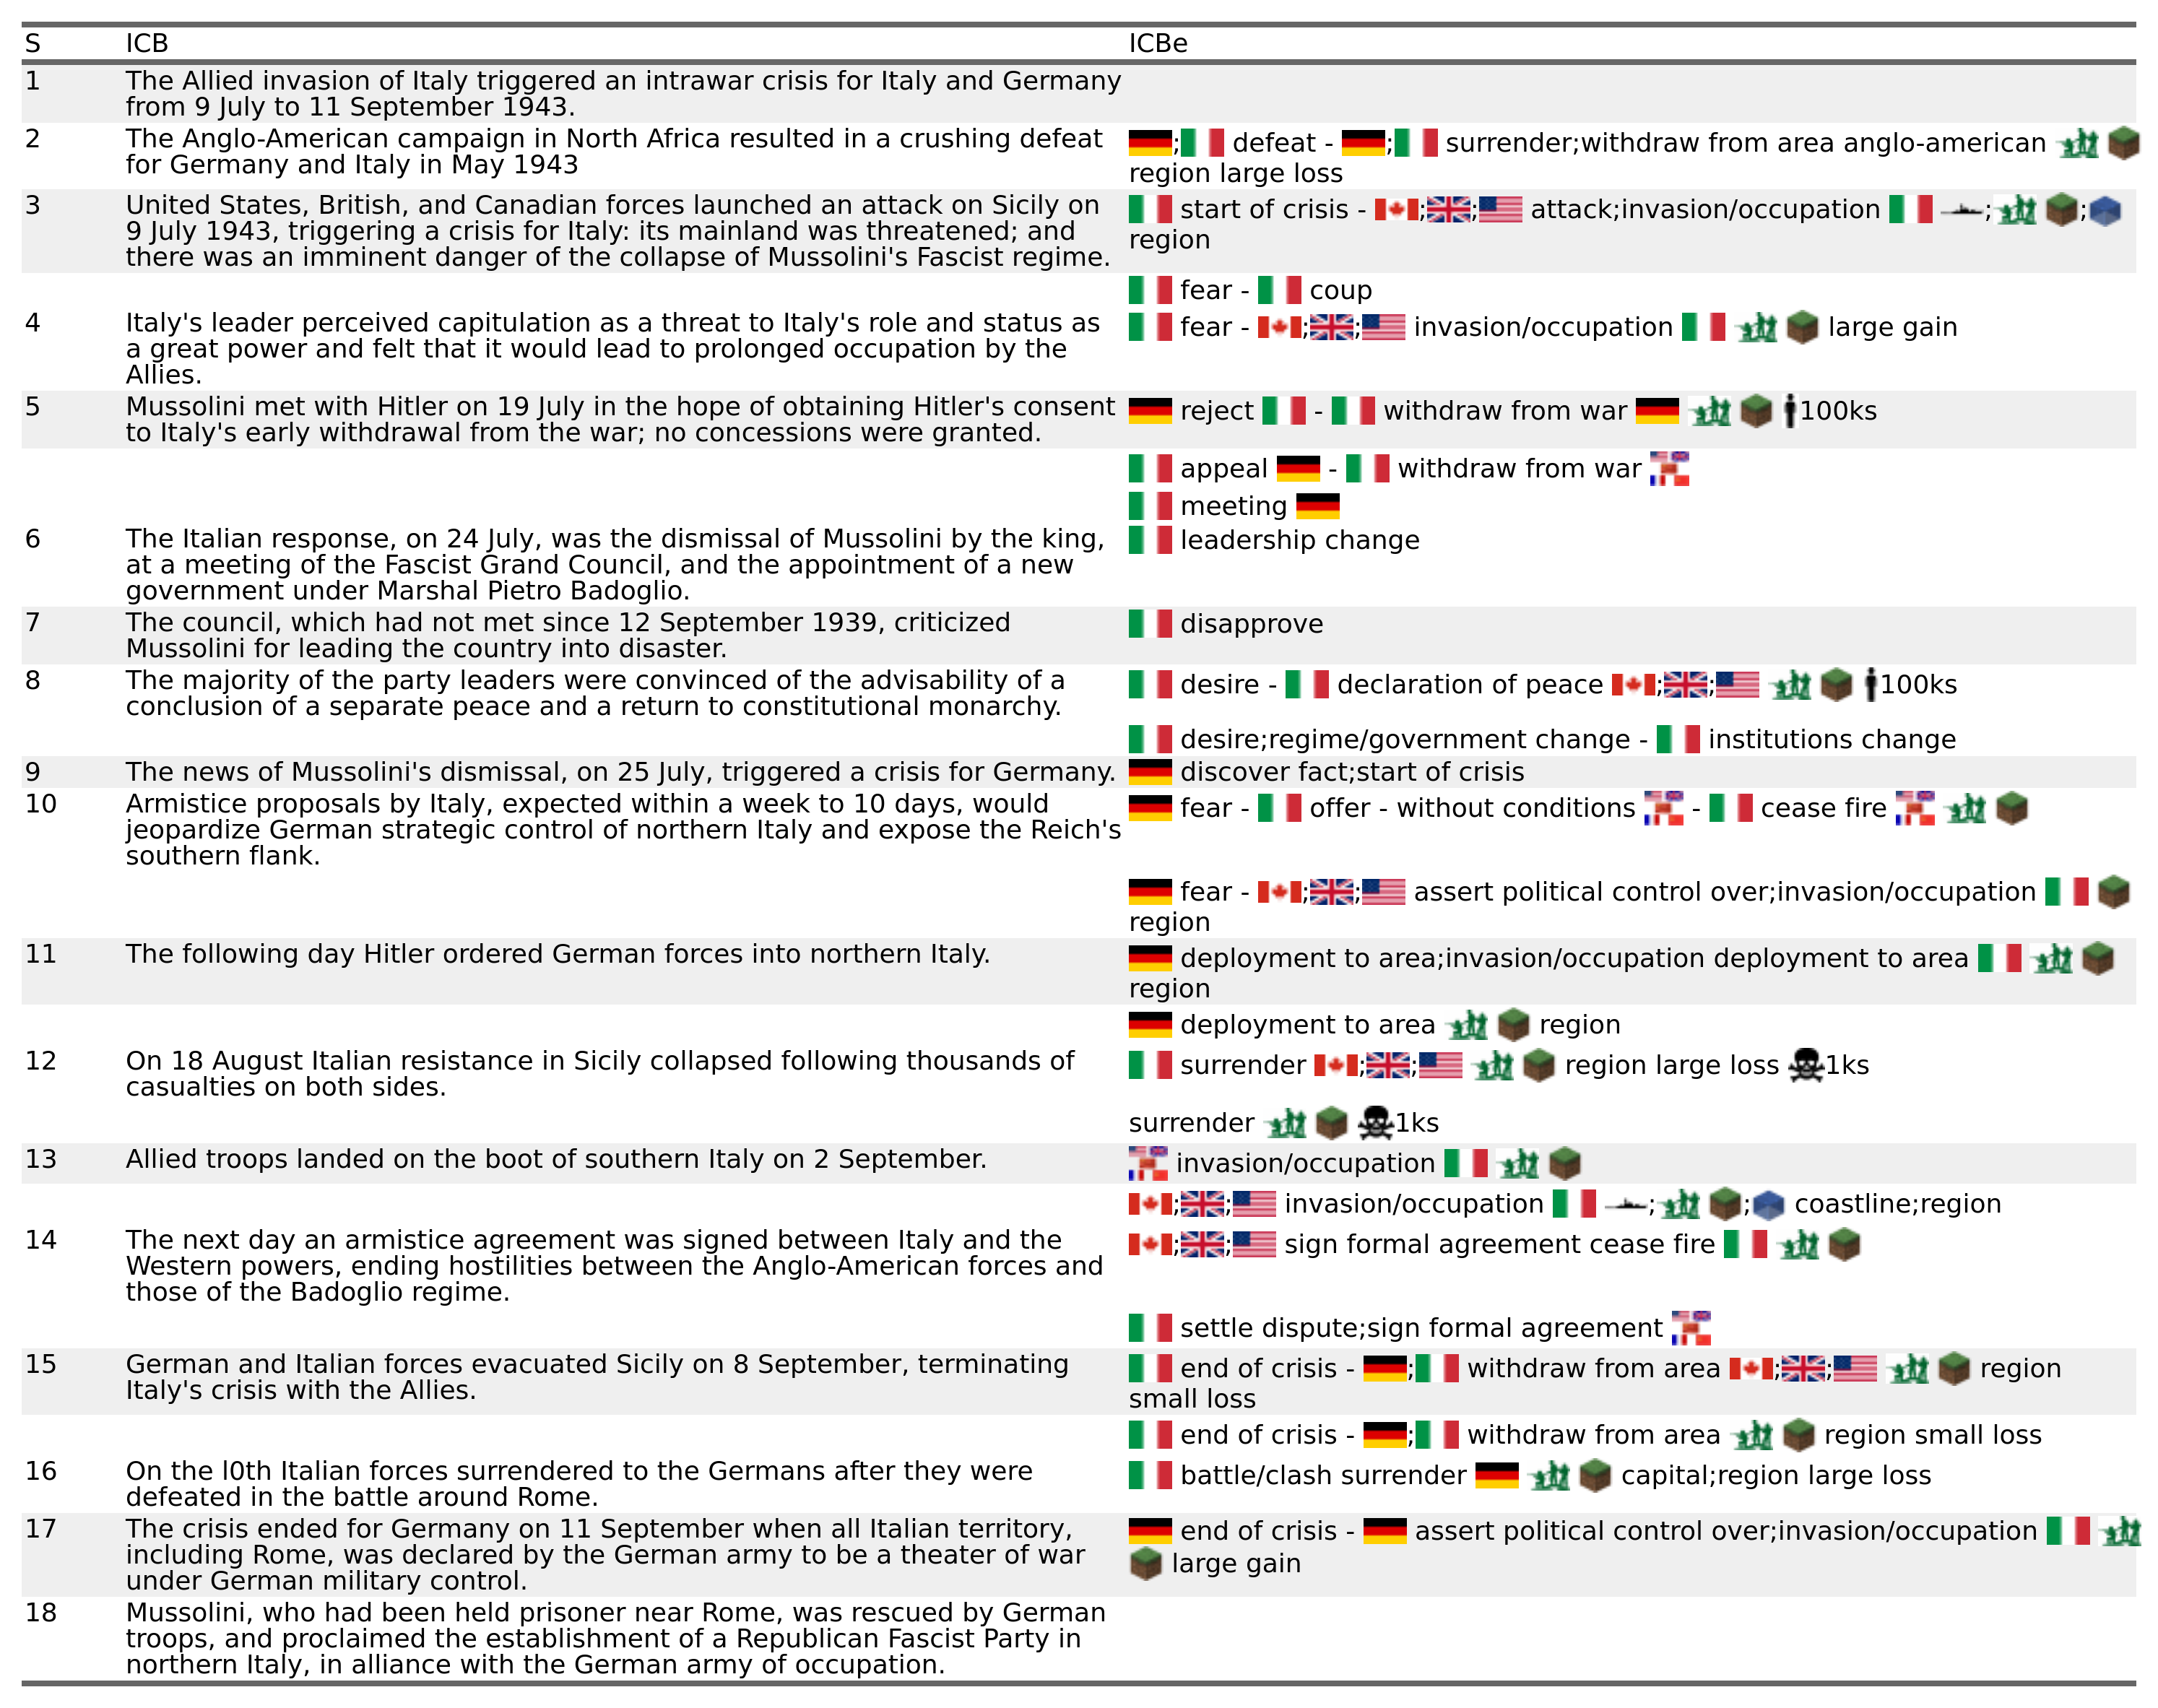 S ICB ICBe
1 The Allied invasion of Italy triggered an intrawar crisis for Italy and Germany
from 9 July to 11 September 1943.
2 The Anglo-American campaign in North Africa resulted in a crushing defeat
for Germany and Italy in May 1943
; defeat - ; surrender;withdraw from area anglo-american
region large loss
3 United States, British, and Canadian forces launched an attack on Sicily on
9 July 1943, triggering a crisis for Italy: its mainland was threatened; and
there was an imminent danger of the collapse of Mussolini's Fascist regime.
start of crisis - ; ; attack;invasion/occupation ; ;
region
fear - coup
4 Italy's leader perceived capitulation as a threat to Italy's role and status as
a great power and felt that it would lead to prolonged occupation by the
Allies.
fear - ; ; invasion/occupation large gain
5 Mussolini met with Hitler on 19 July in the hope of obtaining Hitler's consent
to Italy's early withdrawal from the war; no concessions were granted.
reject - withdraw from war 100ks
appeal - withdraw from war
meeting
6 The Italian response, on 24 July, was the dismissal of Mussolini by the king,
at a meeting of the Fascist Grand Council, and the appointment of a new
government under Marshal Pietro Badoglio.
leadership change
7 The council, which had not met since 12 September 1939, criticized
Mussolini for leading the country into disaster.
disapprove
8 The majority of the party leaders were convinced of the advisability of a
conclusion of a separate peace and a return to constitutional monarchy.
desire - declaration of peace ; ; 100ks
desire;regime/government change - institutions change
9 The news of Mussolini's dismissal, on 25 July, triggered a crisis for Germany.
discover fact;start of crisis
10 Armistice proposals by Italy, expected within a week to 10 days, would
jeopardize German strategic control of northern Italy and expose the Reich's
southern flank.
fear - offer - without conditions - cease fire
fear - ; ; assert political control over;invasion/occupation
region
11 The following day Hitler ordered German forces into northern Italy.
deployment to area;invasion/occupation deployment to area
region
deployment to area region
12 On 18 August Italian resistance in Sicily collapsed following thousands of
casualties on both sides.
surrender ; ; region large loss 1ks
surrender 1ks
13 Allied troops landed on the boot of southern Italy on 2 September.
invasion/occupation
; ; invasion/occupation ; ; coastline;region
14 The next day an armistice agreement was signed between Italy and the
Western powers, ending hostilities between the Anglo-American forces and
those of the Badoglio regime.
; ; sign formal agreement cease fire
settle dispute;sign formal agreement
15 German and Italian forces evacuated Sicily on 8 September, terminating
Italy's crisis with the Allies.
end of crisis - ; withdraw from area ; ; region
small loss
end of crisis - ; withdraw from area region small loss
16 On the l0th Italian forces surrendered to the Germans after they were
defeated in the battle around Rome.
battle/clash surrender capital;region large loss
17 The crisis ended for Germany on 11 September when all Italian territory,
including Rome, was declared by the German army to be a theater of war
under German military control.
end of crisis - assert political control over;invasion/occupation
large gain
18 Mussolini, who had been held prisoner near Rome, was rescued by German
troops, and proclaimed the establishment of a Republican Fascist Party in
northern Italy, in alliance with the German army of occupation.